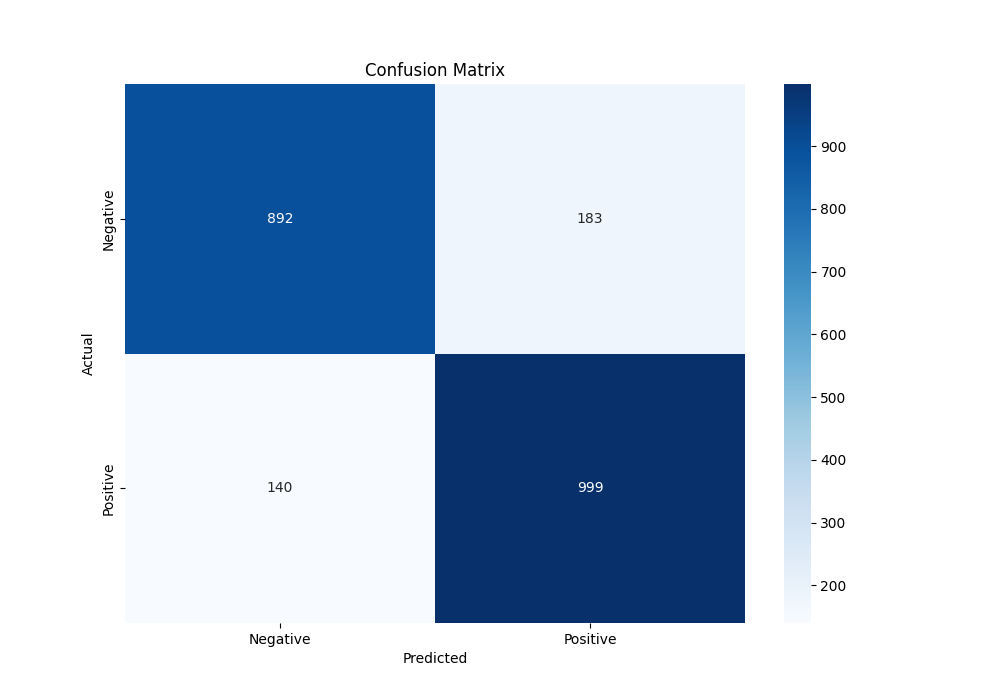 Confusion Matrix
Negative
892
183
Actual
Positive
140
999
Negative
Positive
Predicted
900
800
700
600
500
400
300
200